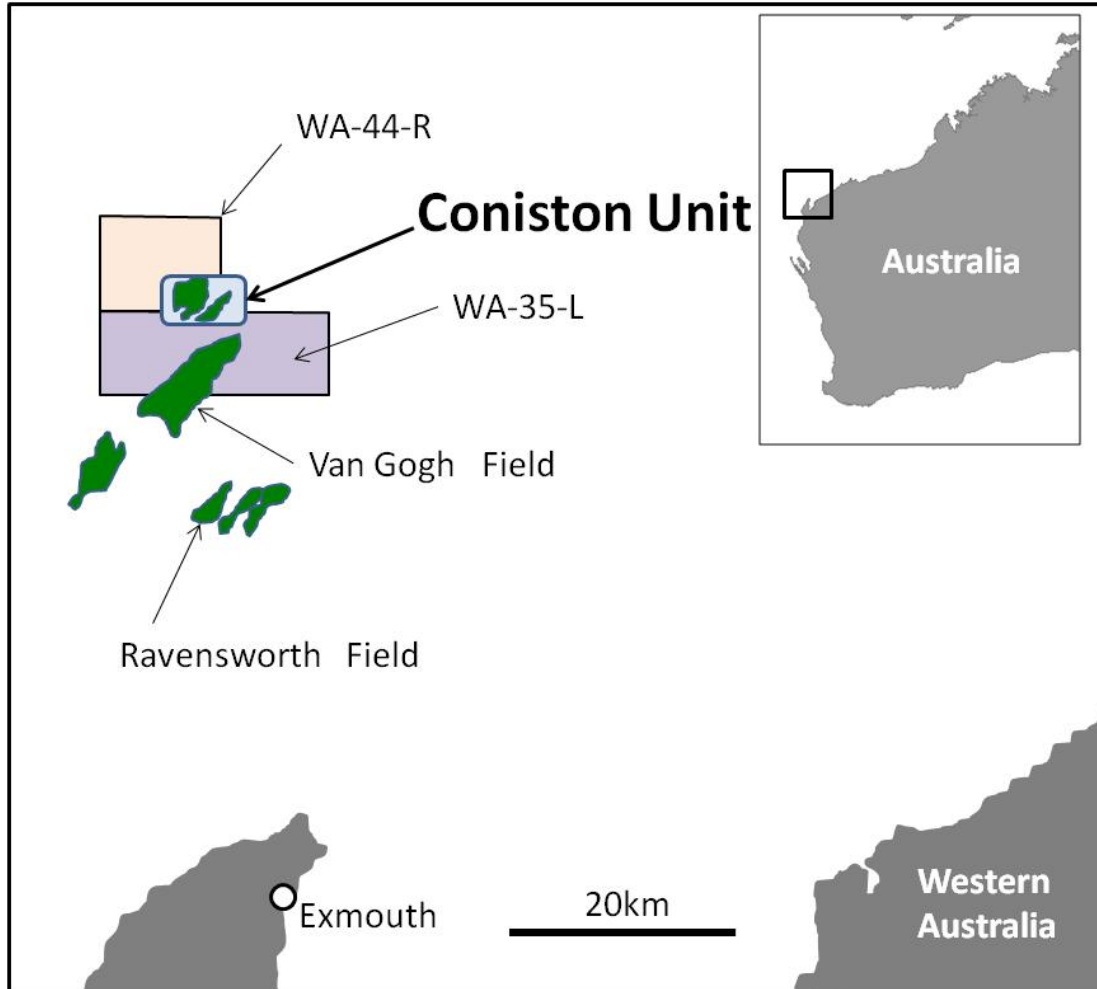 WA-44-R
Coniston Unit
Australia
WA-35-L
Van Gogh Field
Ravensworth Field
20km
Exmouth
Western
Australia